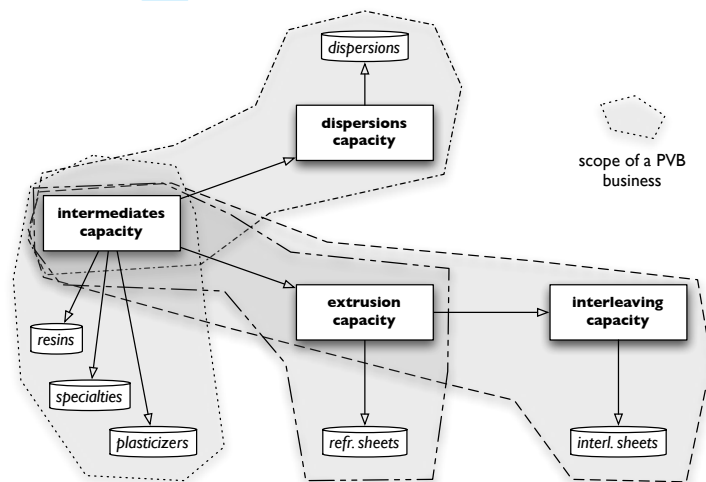 dispersions
dispersions
capacity
scope of a PVB
business
intermediates
capacity
extrusion
capacity
interleaving
capacity
resins
specialties
plasticizers
refr. sheets
interl. sheets